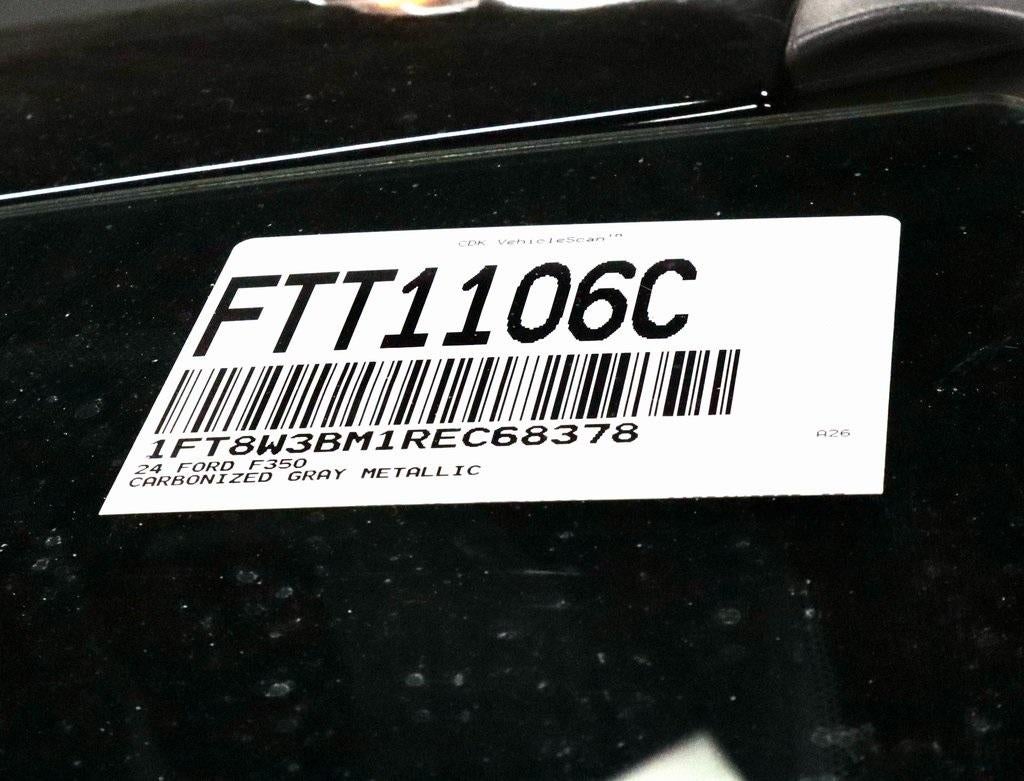 CDK VehicleScan™
FTT1106C
1FT8W3BM1REC68378
A26
24 FORD F350
CARBONIZED GRAY METALLIC